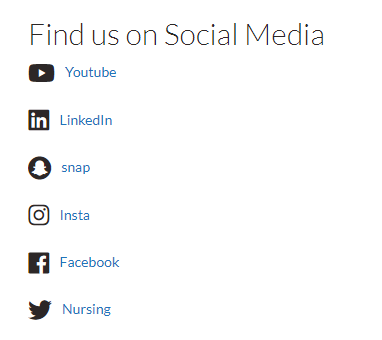 Find us on Social Media
Youtube
LinkedIn
snap
Insta
Facebook
Nursing